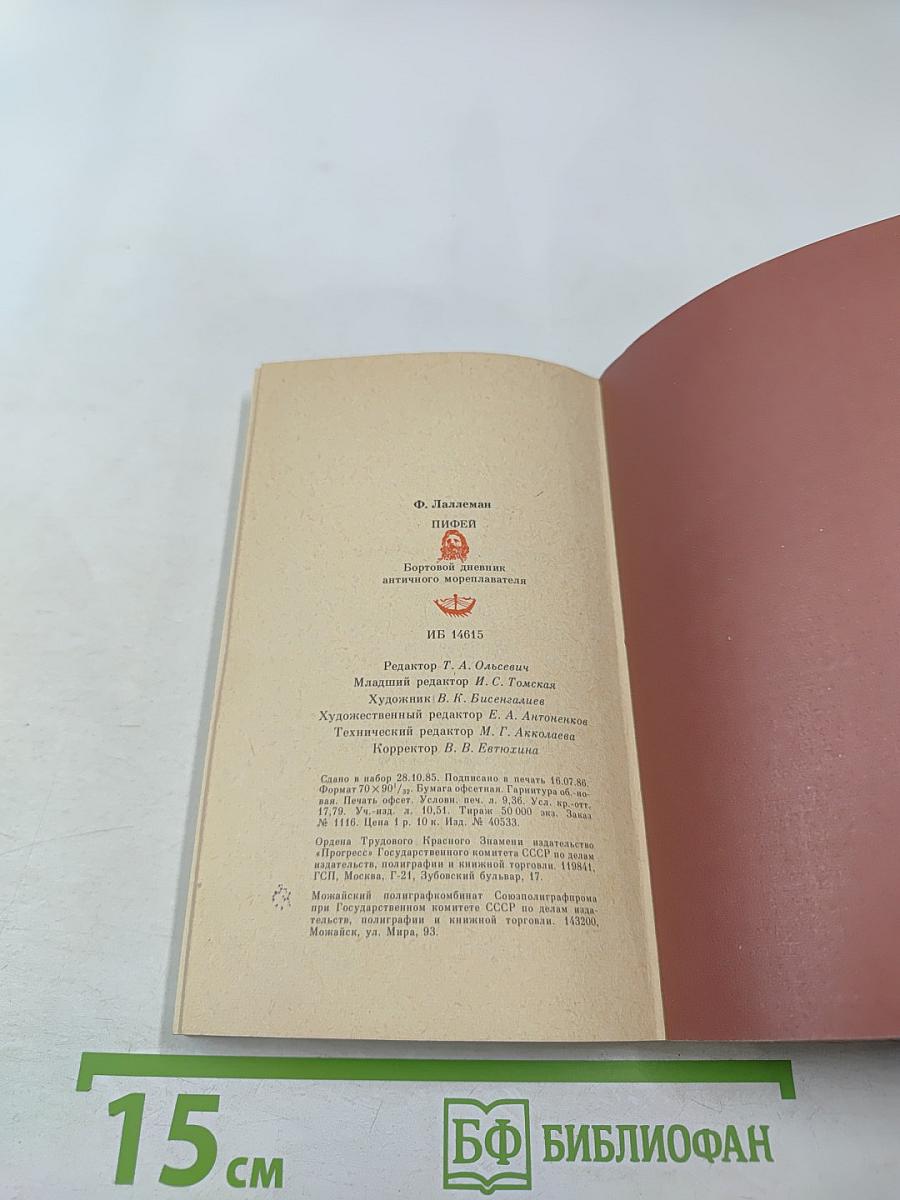 Ф. Лаллеман
ПИФЕЙ
Бортовой дневник
античного мореплавателя
ИБ 14615
Редактор Т. А. Ольсевич
Младший редактор И. С. Томская
Художник В. К. Бисенгалиев
Художественный редактор Е. А. Антоненков
Технический редактор М. Г. Акколаева
Корректор В. В. Евтюхина
Сдано в набор 28.10.85. Подписано в печать 16.07.86.
Формат 70×90¹/₃₂. Бумага офсетная. Гарнитура об.-но-
вая. Печать офсет. Условн. печ. л. 9,36. Усл. кр.-отт.
17,79. Уч.-изд. л. 10,51. Тираж 50 000 экз. Заказ
№ 1116. Цена 1 р. 10 к. Изд. № 40533.
Ордена Трудового Красного Знамени издательство
«Прогресс» Государственного комитета СССР по делам
издательств, полиграфии и книжной торговли. 119841,
ГСП, Москва, Г-21, Зубовский бульвар, 17.
Можайский полиграфкомбинат Союзполиграфпрома
при Государственном комитете СССР по делам изда-
тельств, полиграфии и книжной торговли. 143200,
Можайск, ул. Мира, 93.
15 см
БФ БИБЛИОФАН